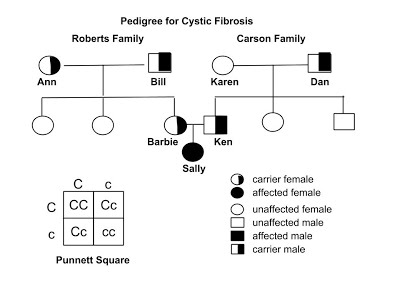 Pedigree for Cystic Fibrosis
Roberts Family
Carson Family
Ann
Bill
Karen
Dan
Barbie
Ken
Sally
C c
C CC Cc
c Cc cc
Punnett Square
carrier female
affected female
unaffected female
unaffected male
affected male
carrier male